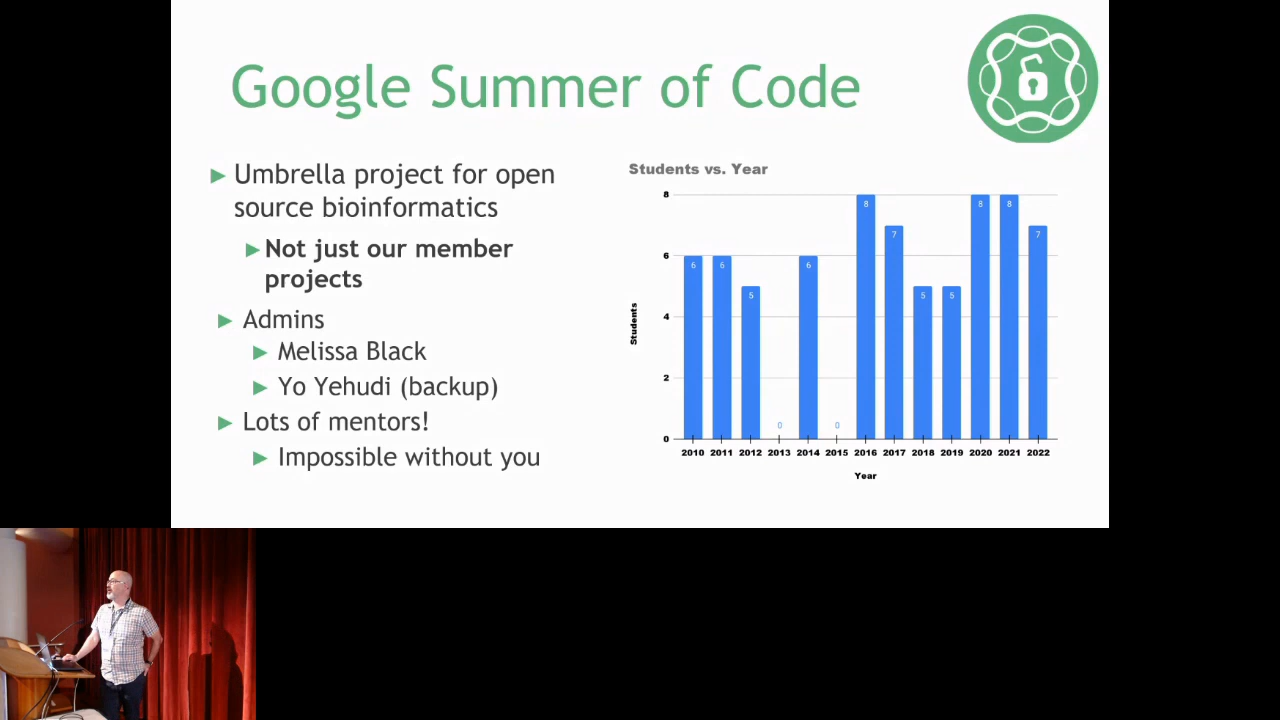 Google Summer of Code
► Umbrella project for open
source bioinformatics
► Not just our member
projects
► Admins
► Melissa Black
► Yo Yehudi (backup)
► Lots of mentors!
► Impossible without you
Students vs. Year
Students
8
6
4
2
0
6 6 5 0 6 0 8 7 5 5 8 8 7
2010 2011 2012 2013 2014 2015 2016 2017 2018 2019 2020 2021 2022
Year